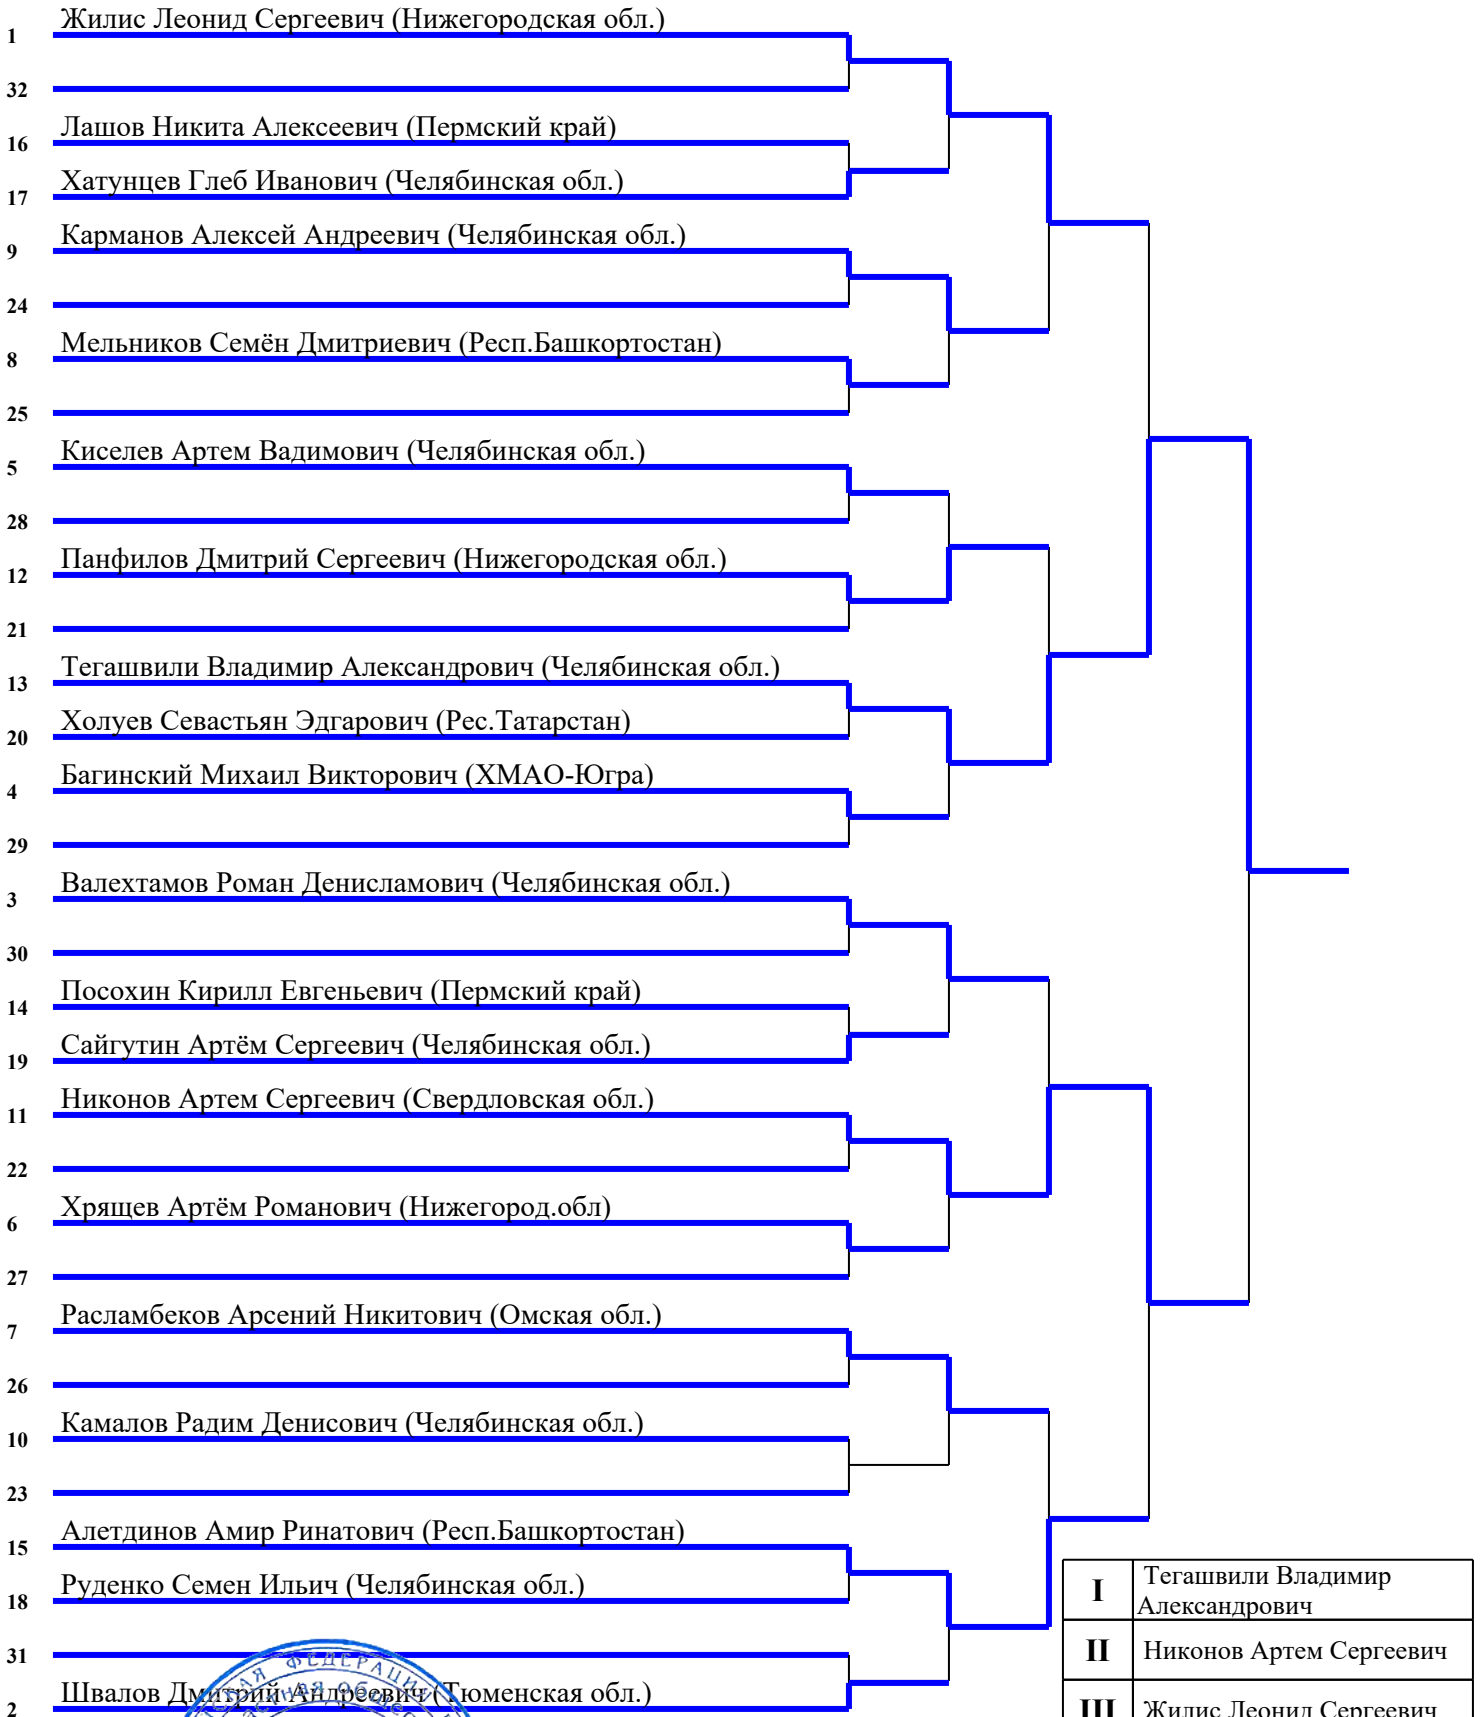 Жилис Леонид Сергеевич (Нижегородская обл.)
1
32
Лашов Никита Алексеевич (Пермский край)
16
Хатунцев Глеб Иванович (Челябинская обл.)
17
Карманов Алексей Андреевич (Челябинская обл.)
9
24
Мельников Семён Дмитриевич (Респ.Башкортостан)
8
25
Киселев Артем Вадимович (Челябинская обл.)
5
28
Панфилов Дмитрий Сергеевич (Нижегородская обл.)
12
21
Тегашвили Владимир Александрович (Челябинская обл.)
13
Холуев Севастьян Эдгарович (Рес.Татарстан)
20
Багинский Михаил Викторович (ХМАО-Югра)
4
29
Валехтамов Роман Денисламович (Челябинская обл.)
3
30
Посохин Кирилл Евгеньевич (Пермский край)
14
Сайгутин Артём Сергеевич (Челябинская обл.)
19
Никонов Артем Сергеевич (Свердловская обл.)
11
22
Хрящев Артём Романович (Нижегород.обл)
6
27
Расламбеков Арсений Никитович (Омская обл.)
7
26
Камалов Радим Денисович (Челябинская обл.)
10
23
Алетдинов Амир Ринатович (Респ.Башкортостан)
15
Руденко Семен Ильич (Челябинская обл.)
18
31
Швалов Дмитрий Андреевич (Тюменская обл.)
2
I Тегашвили Владимир
Александрович
II Никонов Артем Сергеевич
III Жилис Леонид Сергеевич